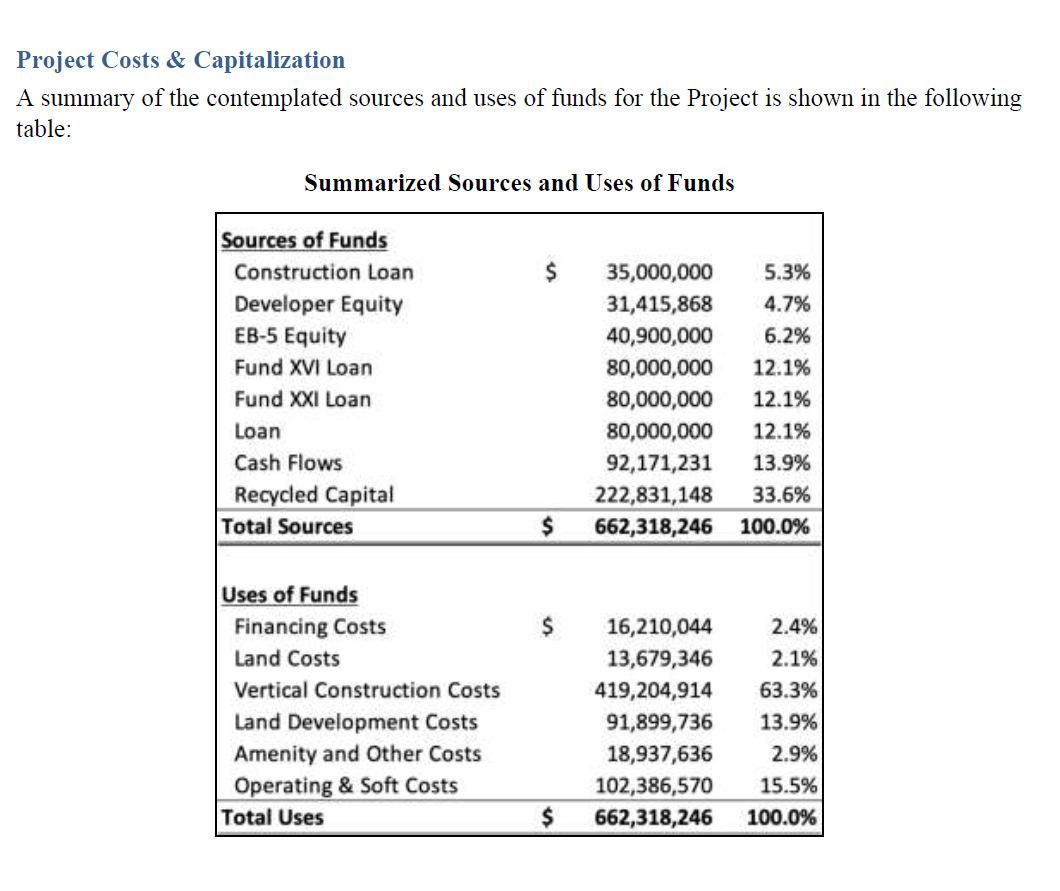 Project Costs & Capitalization
A summary of the contemplated sources and uses of funds for the Project is shown in the following
table:
Summarized Sources and Uses of Funds
Sources of Funds
Construction Loan $ 35,000,000 5.3%
Developer Equity 31,415,868 4.7%
EB-5 Equity 40,900,000 6.2%
Fund XVI Loan 80,000,000 12.1%
Fund XXI Loan 80,000,000 12.1%
Loan 80,000,000 12.1%
Cash Flows 92,171,231 13.9%
Recycled Capital 222,831,148 33.6%
Total Sources $ 662,318,246 100.0%
Uses of Funds
Financing Costs $ 16,210,044 2.4%
Land Costs 13,679,346 2.1%
Vertical Construction Costs 419,204,914 63.3%
Land Development Costs 91,899,736 13.9%
Amenity and Other Costs 18,937,636 2.9%
Operating & Soft Costs 102,386,570 15.5%
Total Uses $ 662,318,246 100.0%